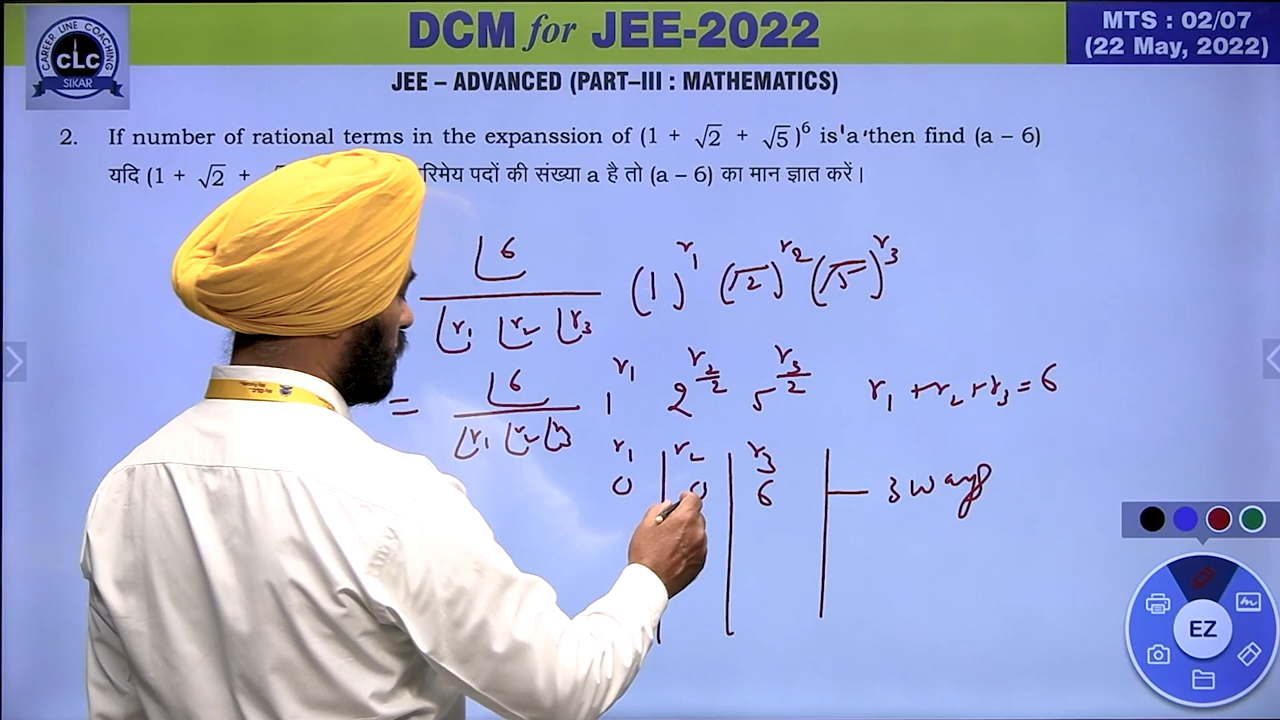 CAREER LINE COACHING
CLC
SIKAR
DCM for JEE-2022
MTS : 02/07
(22 May, 2022)
JEE – ADVANCED (PART–III : MATHEMATICS)
2. If number of rational terms in the expanssion of (1 + √2 + √5)⁶ is 'a' then find (a – 6)
यदि (1 + √2 + रिमेय पदों की संख्या a है तो (a – 6) का मान ज्ञात करें।
⌊6 / ⌊r₁ ⌊r₂ ⌊r₃ (1)^r₁ (√2)^r₂ (√5)^r₃
= ⌊6 / ⌊r₁ ⌊r₂ ⌊r₃ 1^r₁ 2^(r₂/2) 5^(r₃/2) r₁ + r₂ + r₃ = 6
r₁ r₂ r₃
0 0 6 — 3 ways
EZ